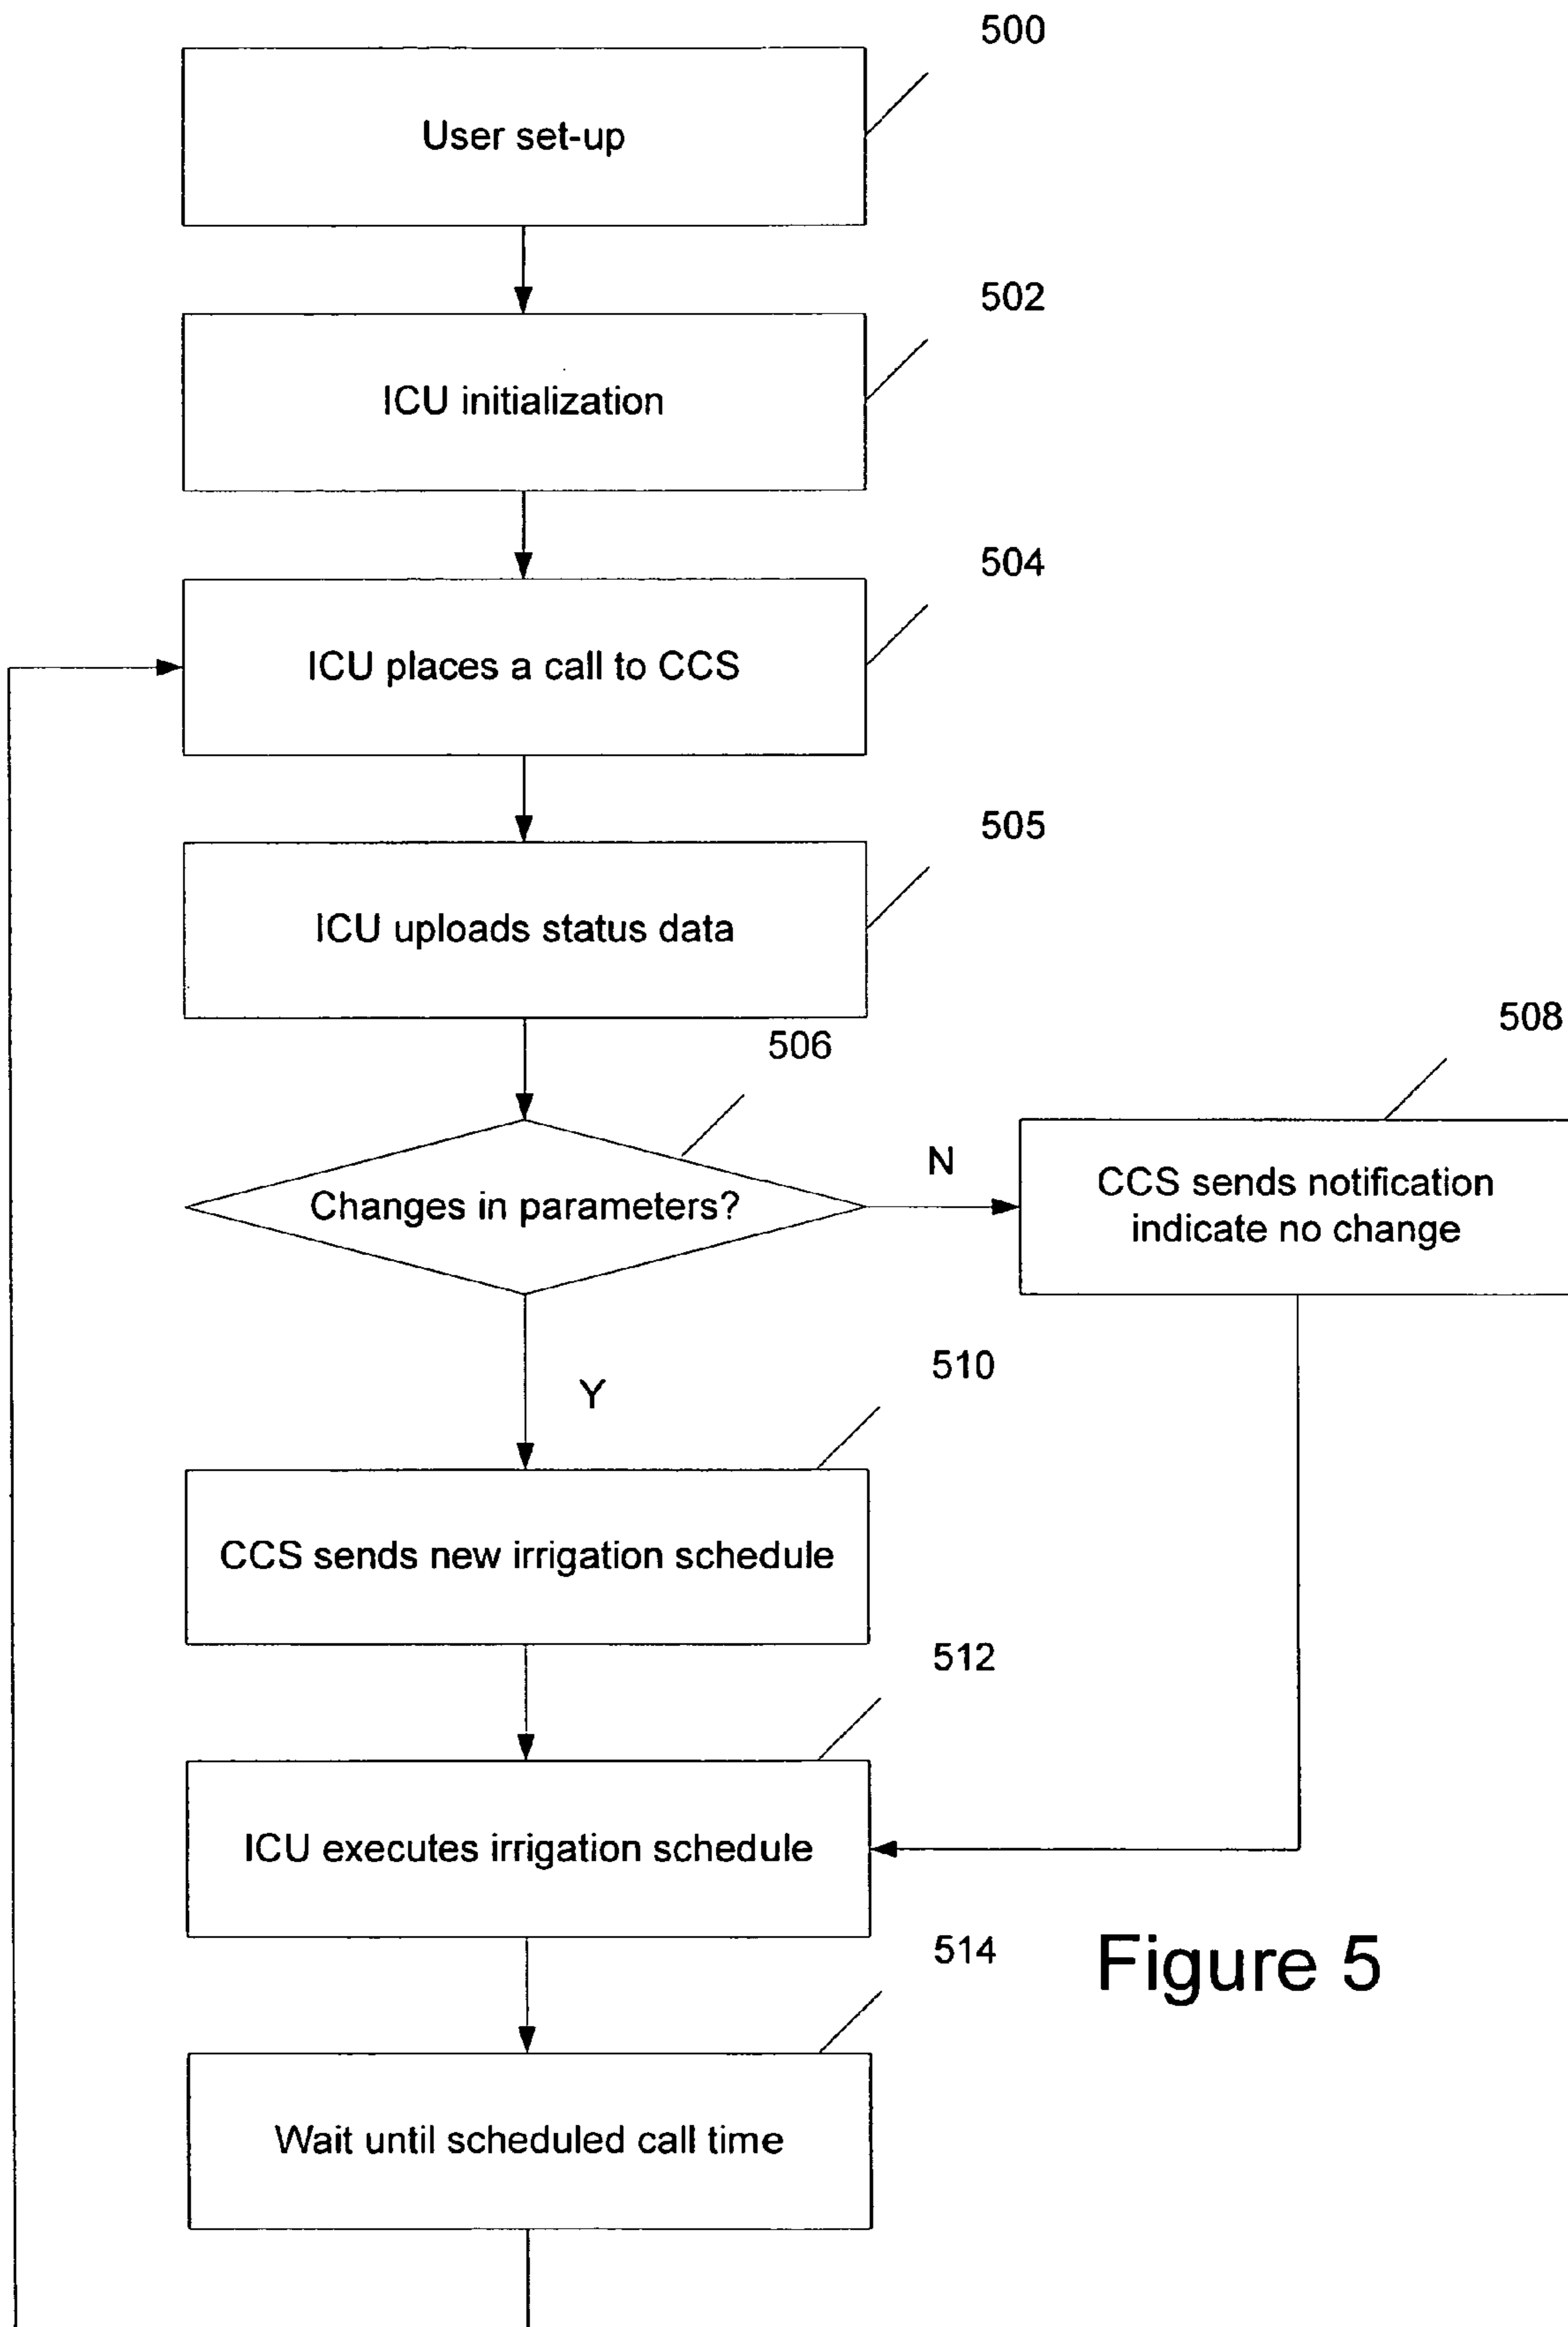 500
User set-up
502
ICU initialization
504
ICU places a call to CCS
505
ICU uploads status data
506
508
Changes in parameters?
N
CCS sends notification
indicate no change
Y
510
CCS sends new irrigation schedule
512
ICU executes irrigation schedule
514
Figure 5
Wait until scheduled call time